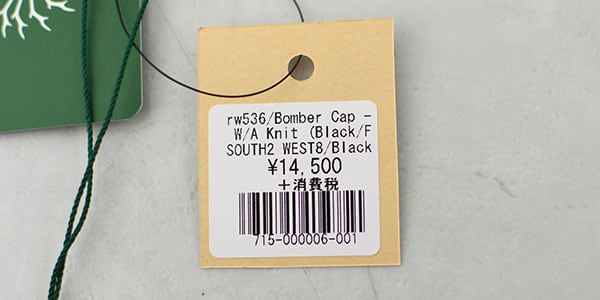 rw536/Bomber Cap -
W/A Knit (Black/F
SOUTH2 WEST8/Black
¥14,500
+消費税
715-000006-001